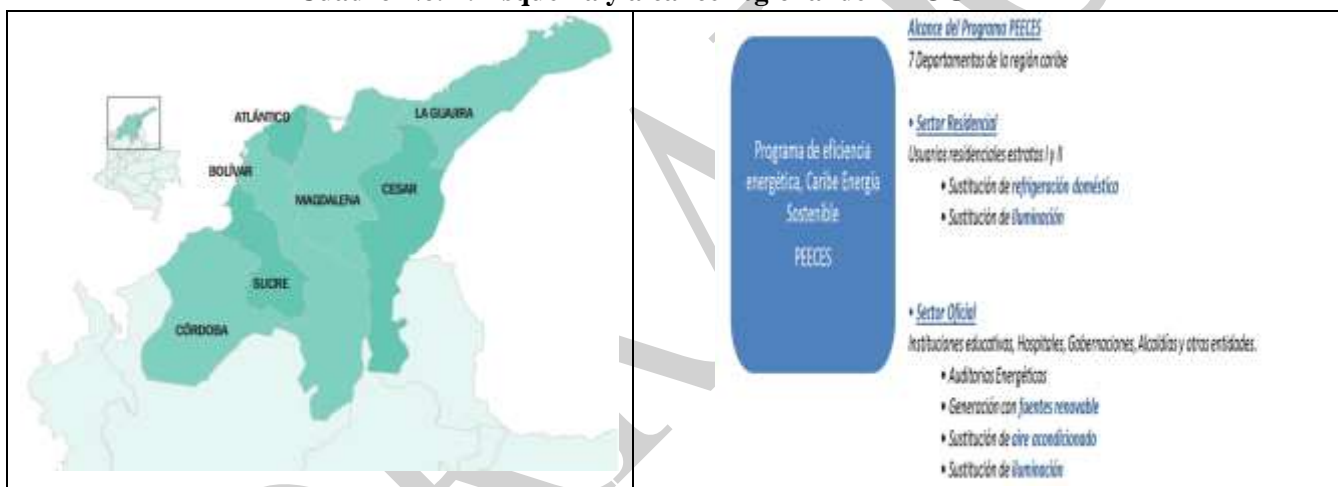 ATLÁNTICO
LA GUAJIRA
BOLÍVAR
MAGDALENA
CESAR
SUCRE
CÓRDOBA
Programa de eficiencia
energética, Caribe Energía
Sostenible
PEECES
Alcance del Programa PEECES
7 Departamentos de la región caribe
• Sector Residencial
Usuarios residenciales estratos I y II
• Sustitución de refrigeración doméstico
• Sustitución de iluminación
• Sector Oficial
Instituciones educativas, Hospitales, Gobernaciones, Alcaldías y otras entidades.
• Auditorias Energéticas
• Generación con fuentes renovable
• Sustitución de aire acondicionado
• Sustitución de iluminación